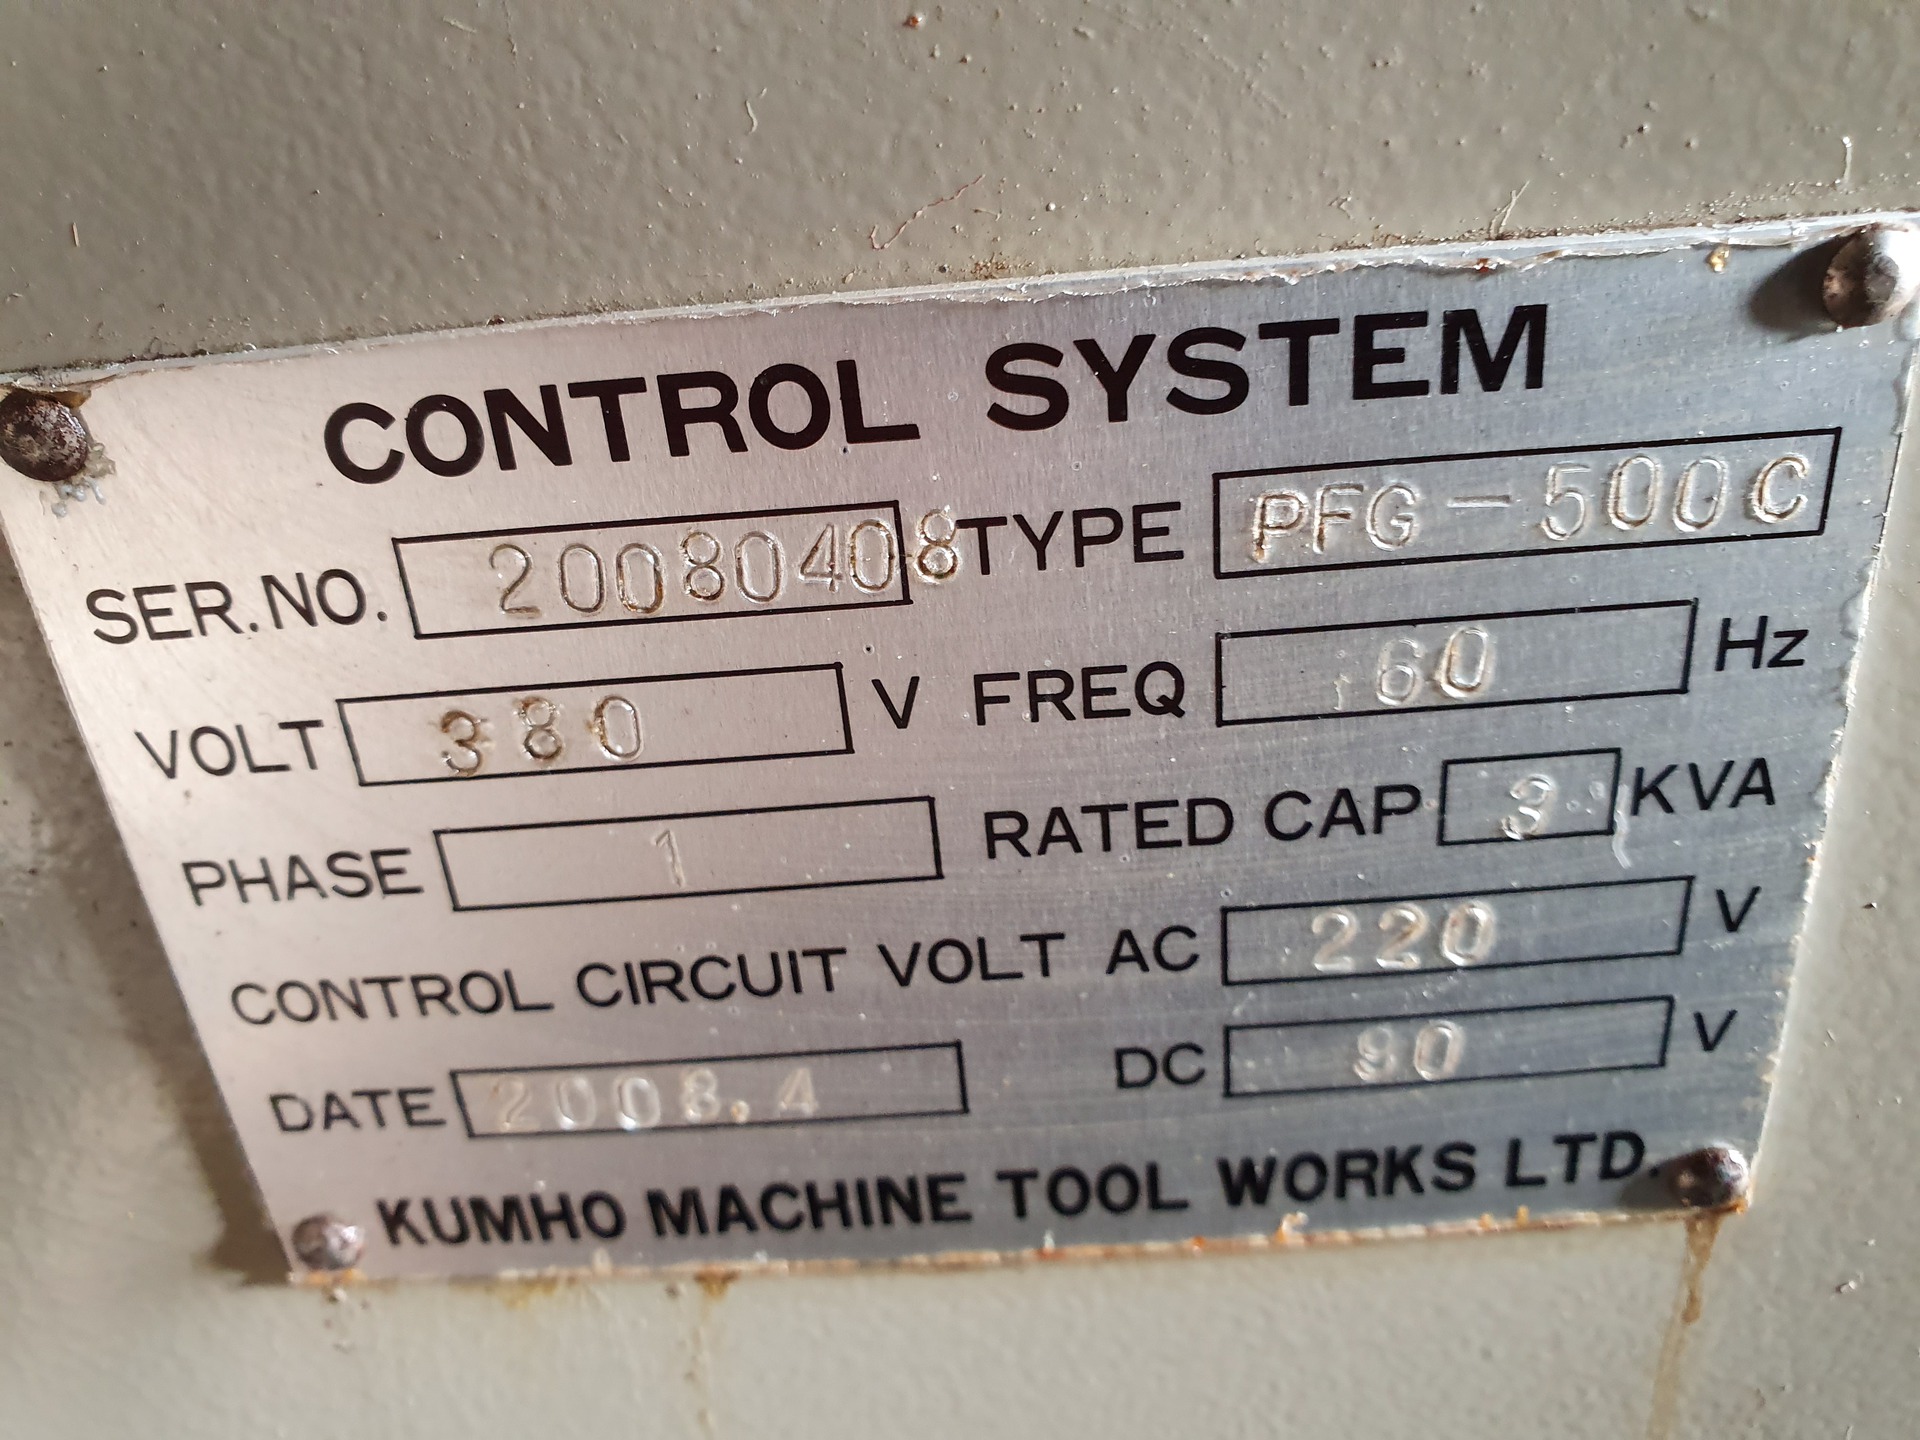 CONTROL SYSTEM
SER.NO. 20080408 TYPE PFG-500C
VOLT 380 V FREQ 60 Hz
PHASE 1 RATED CAP 3 KVA
CONTROL CIRCUIT VOLT AC 220 V
DATE 2008.4 DC 90 V
KUMHO MACHINE TOOL WORKS LTD.